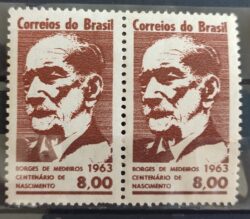 Correios do Brasil
BORGES DE MEDEIROS 1963
CENTENÁRIO DE
NASCIMENTO 8,00
Correios do Brasil
BORGES DE MEDEIROS 1963
CENTENÁRIO DE
NASCIMENTO 8,00